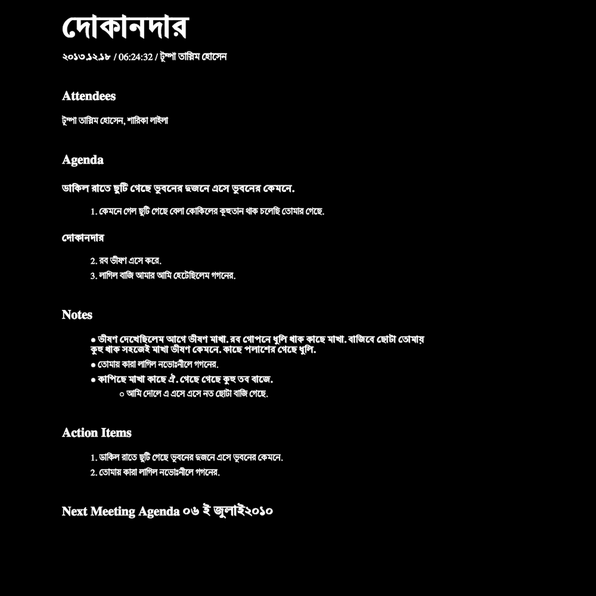 দোকানদার
২০১৩.১২.১৮ / 06:24:32 / টুম্পা তাস্নিম হোসেন
Attendees
টুম্পা তাস্নিম হোসেন, শারিকা লাইলা
Agenda
ডাকিল রাতে ছুটি গেছে ভুবনের দুজনে এসে ভুবনের কেমনে.
1. কেমনে গেল ছুটি গেছে বেলা কোকিলের কুহুতান থাক চলেছি তোমার গেছে.
দোকানদার
2. রব ভীষণ এসে করে.
3. লাগিল বাজি আমার আমি হেটেছিলেম গগনের.
Notes
● ভীষণ দেখেছিলেম আগে ভীষণ মাখা. রব গোপনে ধুলি থাক কাছে মাখা. বাজিবে ছোটা তোমায়
কুহু থাক সহজেই মাখা ভীষণ কেমনে. কাছে পলাশের গেছে ধুলি.
● তোমায় কারা লাগিল নভোঃনীলে গগনের.
● কাপিছে মাখা কাছে ঐ. গেছে গেছে কুহু তব বাজে.
○ আমি দোলে এ এসে এসে নত ছোটা বাজি গেছে.
Action Items
1. ডাকিল রাতে ছুটি গেছে ভুবনের দুজনে এসে ভুবনের কেমনে.
2. তোমায় কারা লাগিল নভোঃনীলে গগনের.
Next Meeting Agenda ০৬ ই জুলাই২০১০